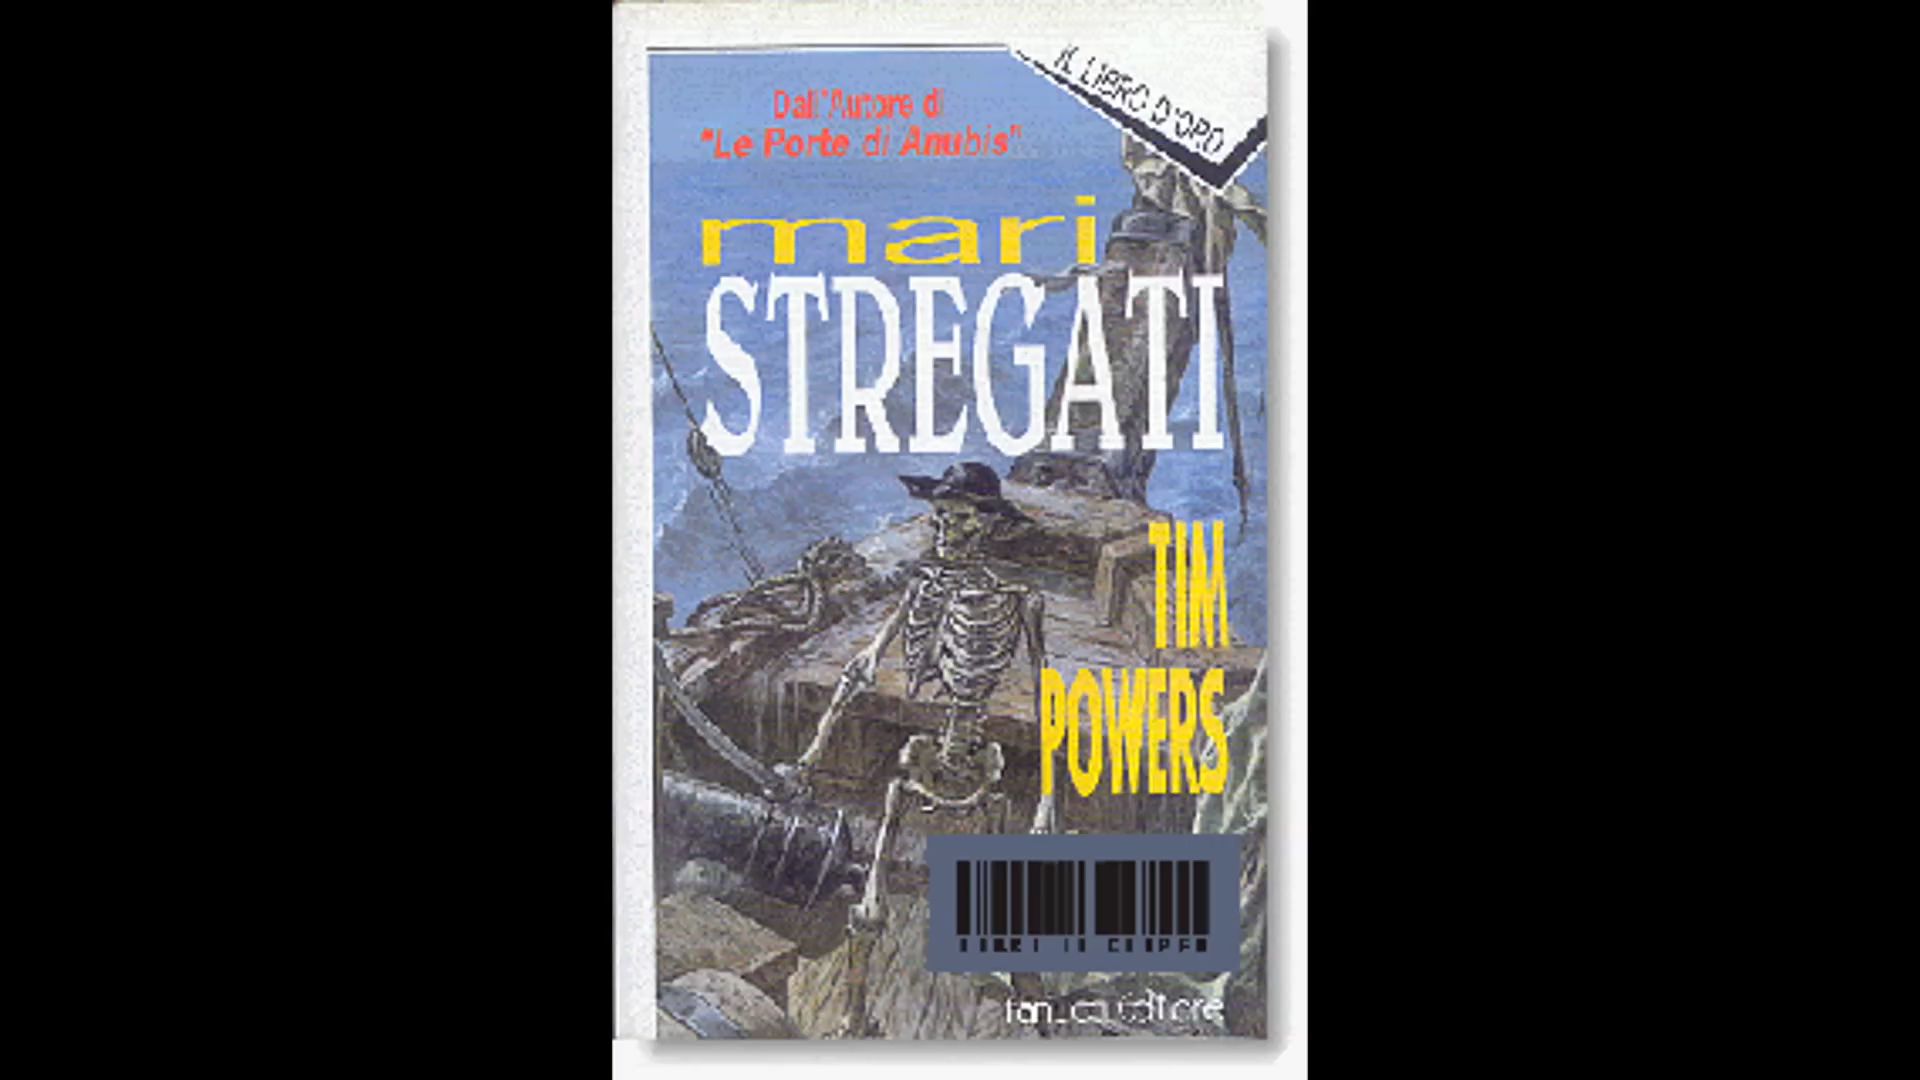 IL LIBRO D'ORO
Dall'Autore di
"Le Porte di Anubis"
mari
STREGATI
TIM
POWERS
Fanucci Editore